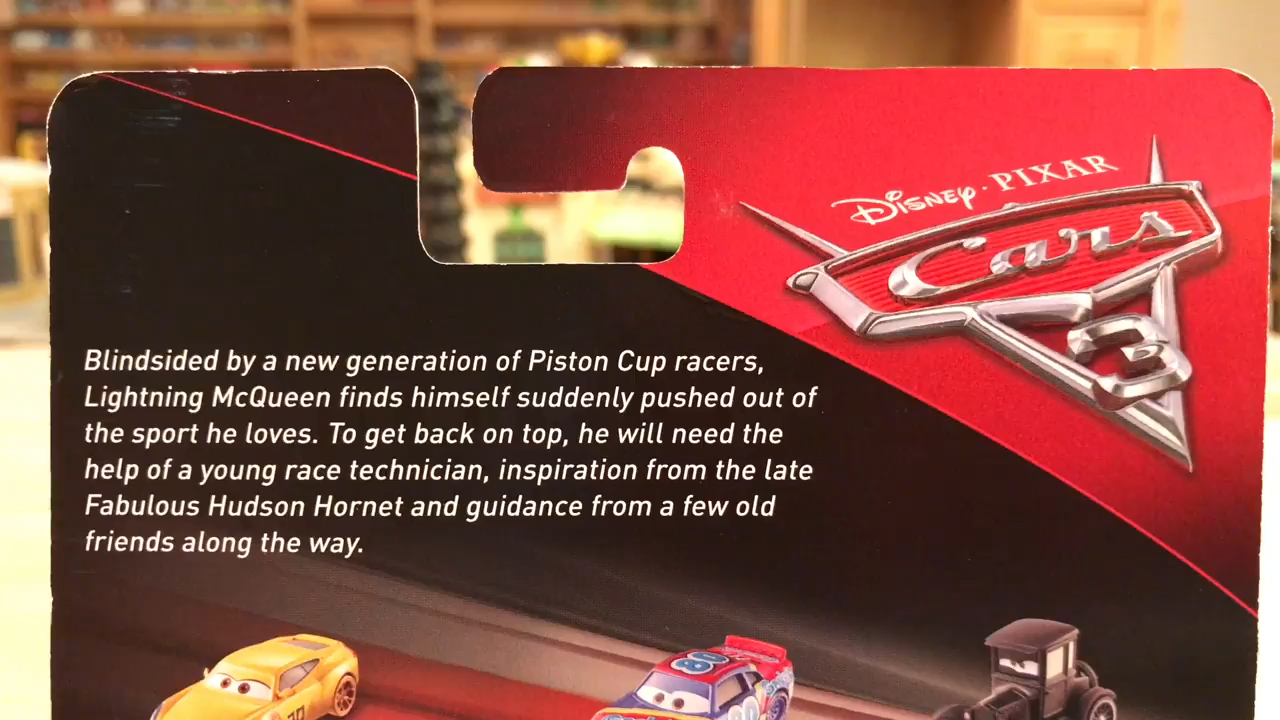 Disney·PIXAR
Cars
3
Blindsided by a new generation of Piston Cup racers,
Lightning McQueen finds himself suddenly pushed out of
the sport he loves. To get back on top, he will need the
help of a young race technician, inspiration from the late
Fabulous Hudson Hornet and guidance from a few old
friends along the way.
80
80